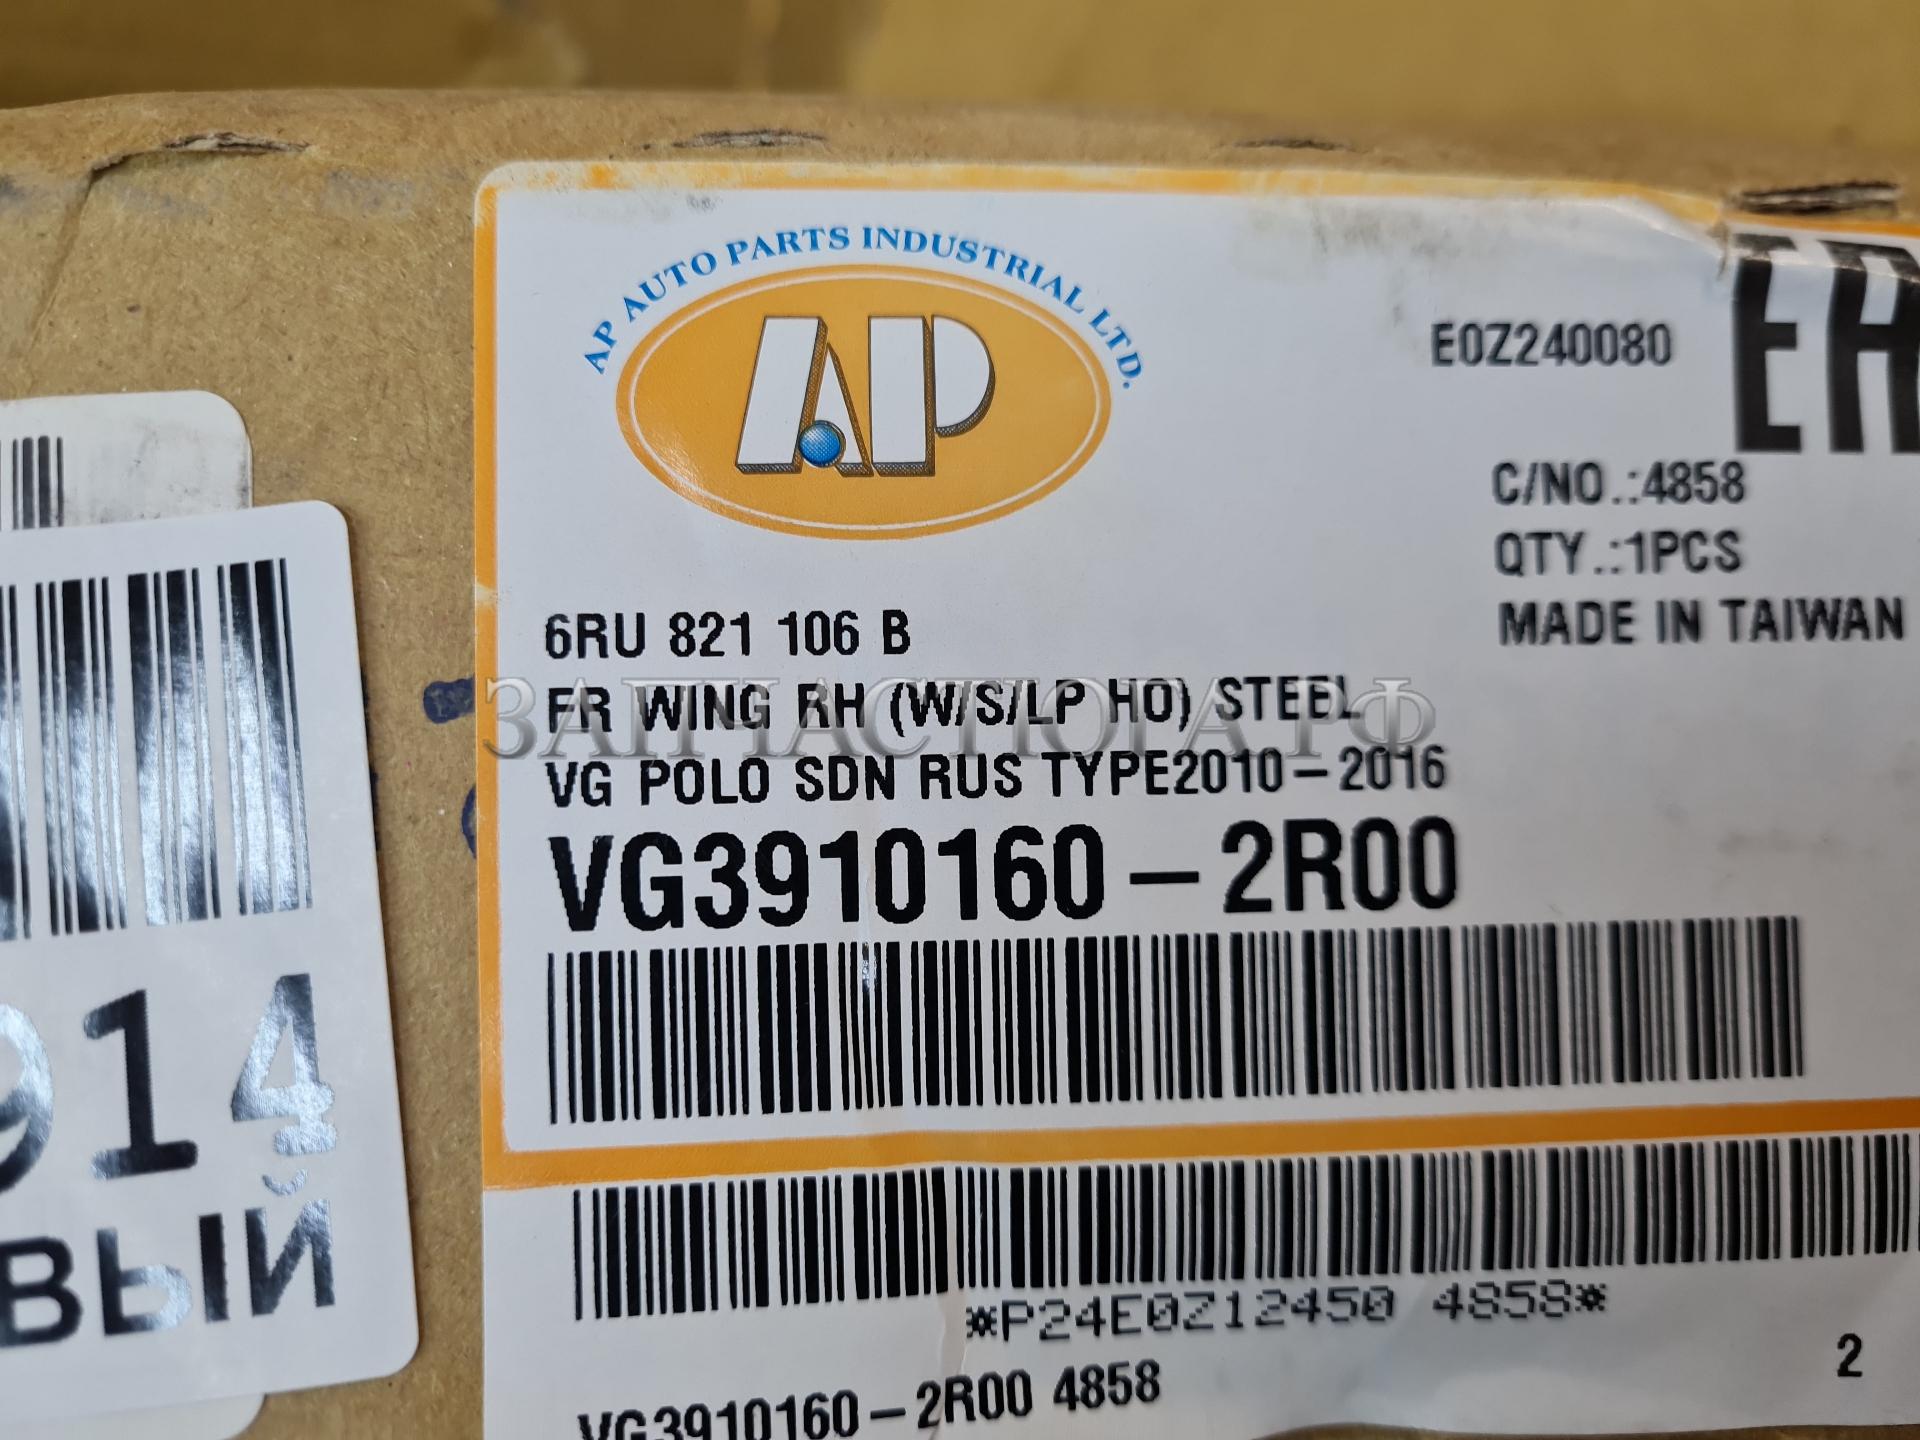 AP AUTO PARTS INDUSTRIAL LTD.
AP
E0Z240080
C/NO.:4858
QTY.:1PCS
MADE IN TAIWAN
6RU 821 106 B
FR WING RH (W/S/LP HO) STEEL
ЗАПЧАСТЮГА.РФ
VG POLO SDN RUS TYPE2010-2016
VG3910160-2R00
*P24E0Z12450 4858*
2
VG3910160-2R00 4858
914
ВЫЙ